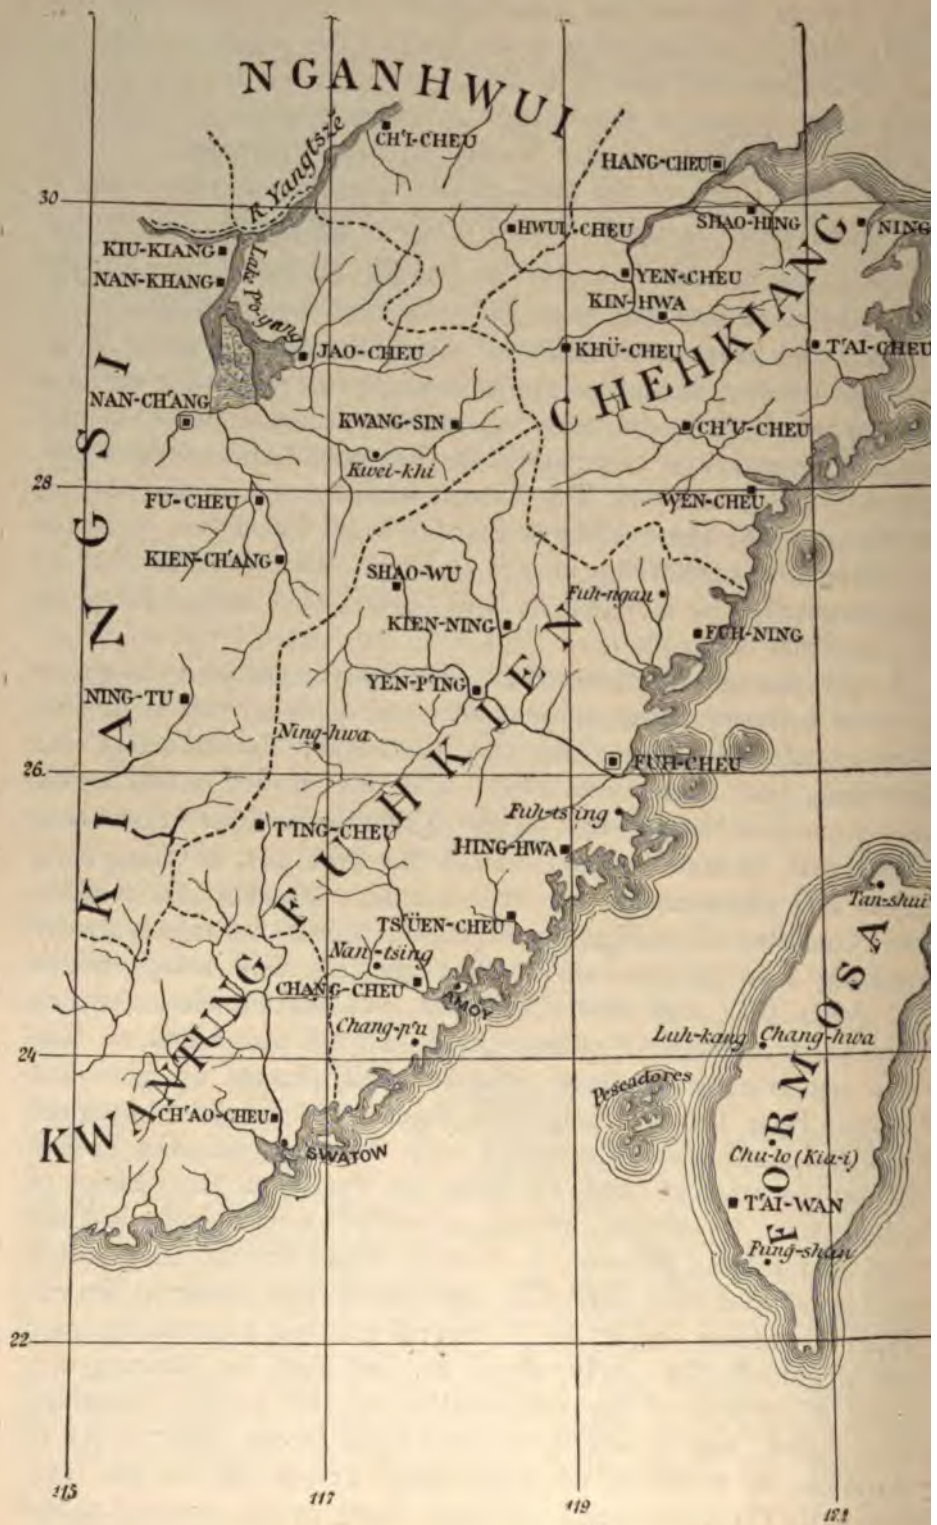 NGANHWUI
CH'I-CHEU
R. Yangtszĕ
HANG-CHEU
30
HWUI-CHEU
SHAO-HING
NING
KIU-KIANG
NAN-KHANG
Lake Po-yang
YEN-CHEU
KIN-HWA
JAO-CHEU
KHÜ-CHEU
T'AI-CHEU
CHEHKIANG
NAN-CH'ANG
KWANG-SIN
CH'U-CHEU
Kwei-khi
28
FU-CHEU
WEN-CHEU
KIANGSI
KIEN-CH'ANG
SHAO-WU
Fuh-ngan
KIEN-NING
FUH-NING
YEN-P'ING
NING-TU
Ning-hwa
FUH-CHEU
26
FUHKIEN
Fuh-ts'ing
T'ING-CHEU
HING-HWA
Tan-shui
TS'ÜEN-CHEU
Nan-tsing
CHANG-CHEU
AMOY
Chang-p'u
Luh-kang
Chang-hwa
24
KWANTUNG
Pescadores
CH'AO-CHEU
SWATOW
FORMOSA
Chu-lo (Kia-i)
T'AI-WAN
Fung-shan
22
115
117
119